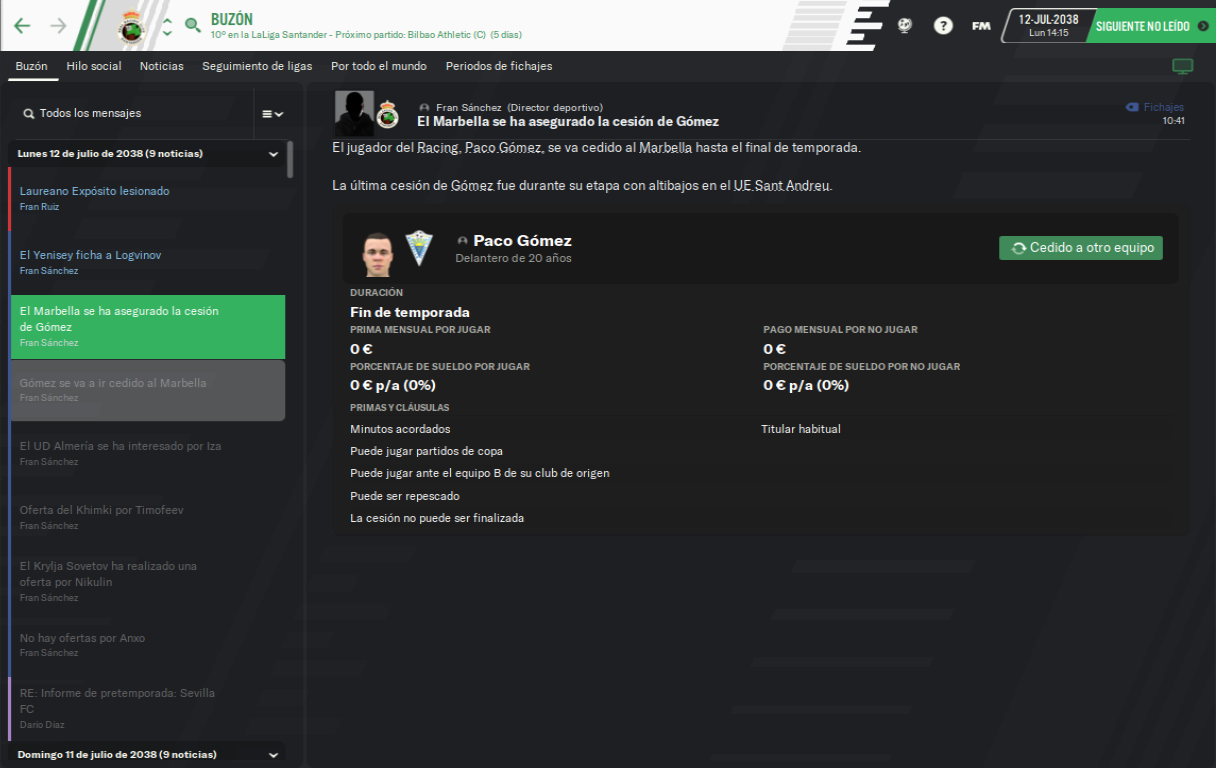 BUZÓN
10º en la LaLiga Santander - Próximo partido: Bilbao Athletic (C) (5 días)
?
FM
12-JUL-2038
Lun 14:15
SIGUIENTE NO LEÍDO
Buzón Hilo social Noticias Seguimiento de ligas Por todo el mundo Periodos de fichajes
Todos los mensajes
Lunes 12 de julio de 2038 (9 noticias)
Laureano Expósito lesionado
Fran Ruiz
El Yenisey ficha a Logvinov
Fran Sánchez
El Marbella se ha asegurado la cesión
de Gómez
Fran Sánchez
Gómez se va a ir cedido al Marbella
Fran Sánchez
El UD Almería se ha interesado por Iza
Fran Sánchez
Oferta del Khimki por Timofeev
Fran Sánchez
El Krylja Sovetov ha realizado una
oferta por Nikulin
Fran Sánchez
No hay ofertas por Anxo
Fran Sánchez
RE: Informe de pretemporada: Sevilla
FC
Darío Díaz
Domingo 11 de julio de 2038 (9 noticias)
Fran Sánchez (Director deportivo)
El Marbella se ha asegurado la cesión de Gómez
Fichajes
10:41
El jugador del Racing, Paco Gómez, se va cedido al Marbella hasta el final de temporada.
La última cesión de Gómez fue durante su etapa con altibajos en el UE Sant Andreu.
Paco Gómez
Delantero de 20 años
Cedido a otro equipo
DURACIÓN
Fin de temporada
PRIMA MENSUAL POR JUGAR PAGO MENSUAL POR NO JUGAR
0 € 0 €
PORCENTAJE DE SUELDO POR JUGAR PORCENTAJE DE SUELDO POR NO JUGAR
0 € p/a (0%) 0 € p/a (0%)
PRIMAS Y CLÁUSULAS
Minutos acordados Titular habitual
Puede jugar partidos de copa
Puede jugar ante el equipo B de su club de origen
Puede ser repescado
La cesión no puede ser finalizada